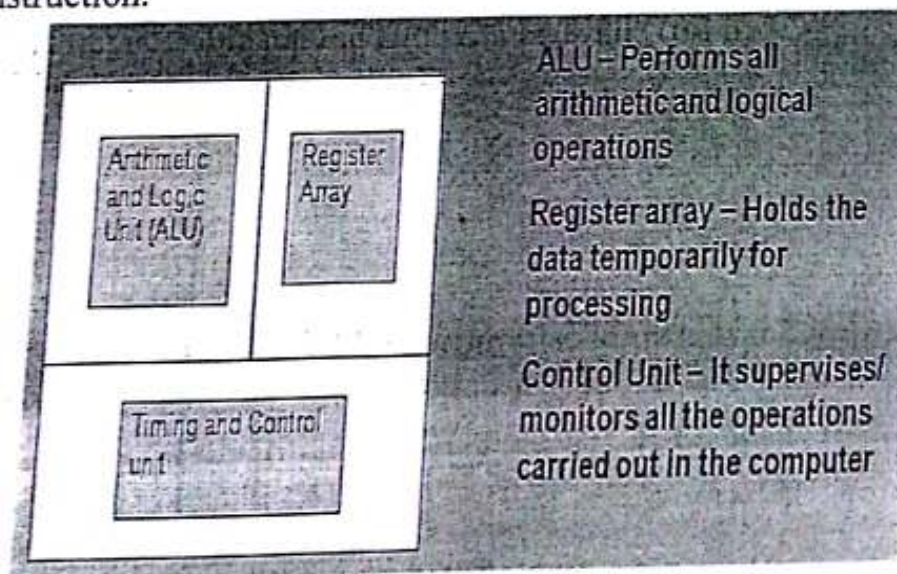 nstruction.
Arithmetic
and Logic
Unit (ALU)
Register
Array
Timing and Control
unit
ALU – Performs all
arithmetic and logical
operations
Register array – Holds the
data temporarily for
processing
Control Unit – It supervises/
monitors all the operations
carried out in the computer